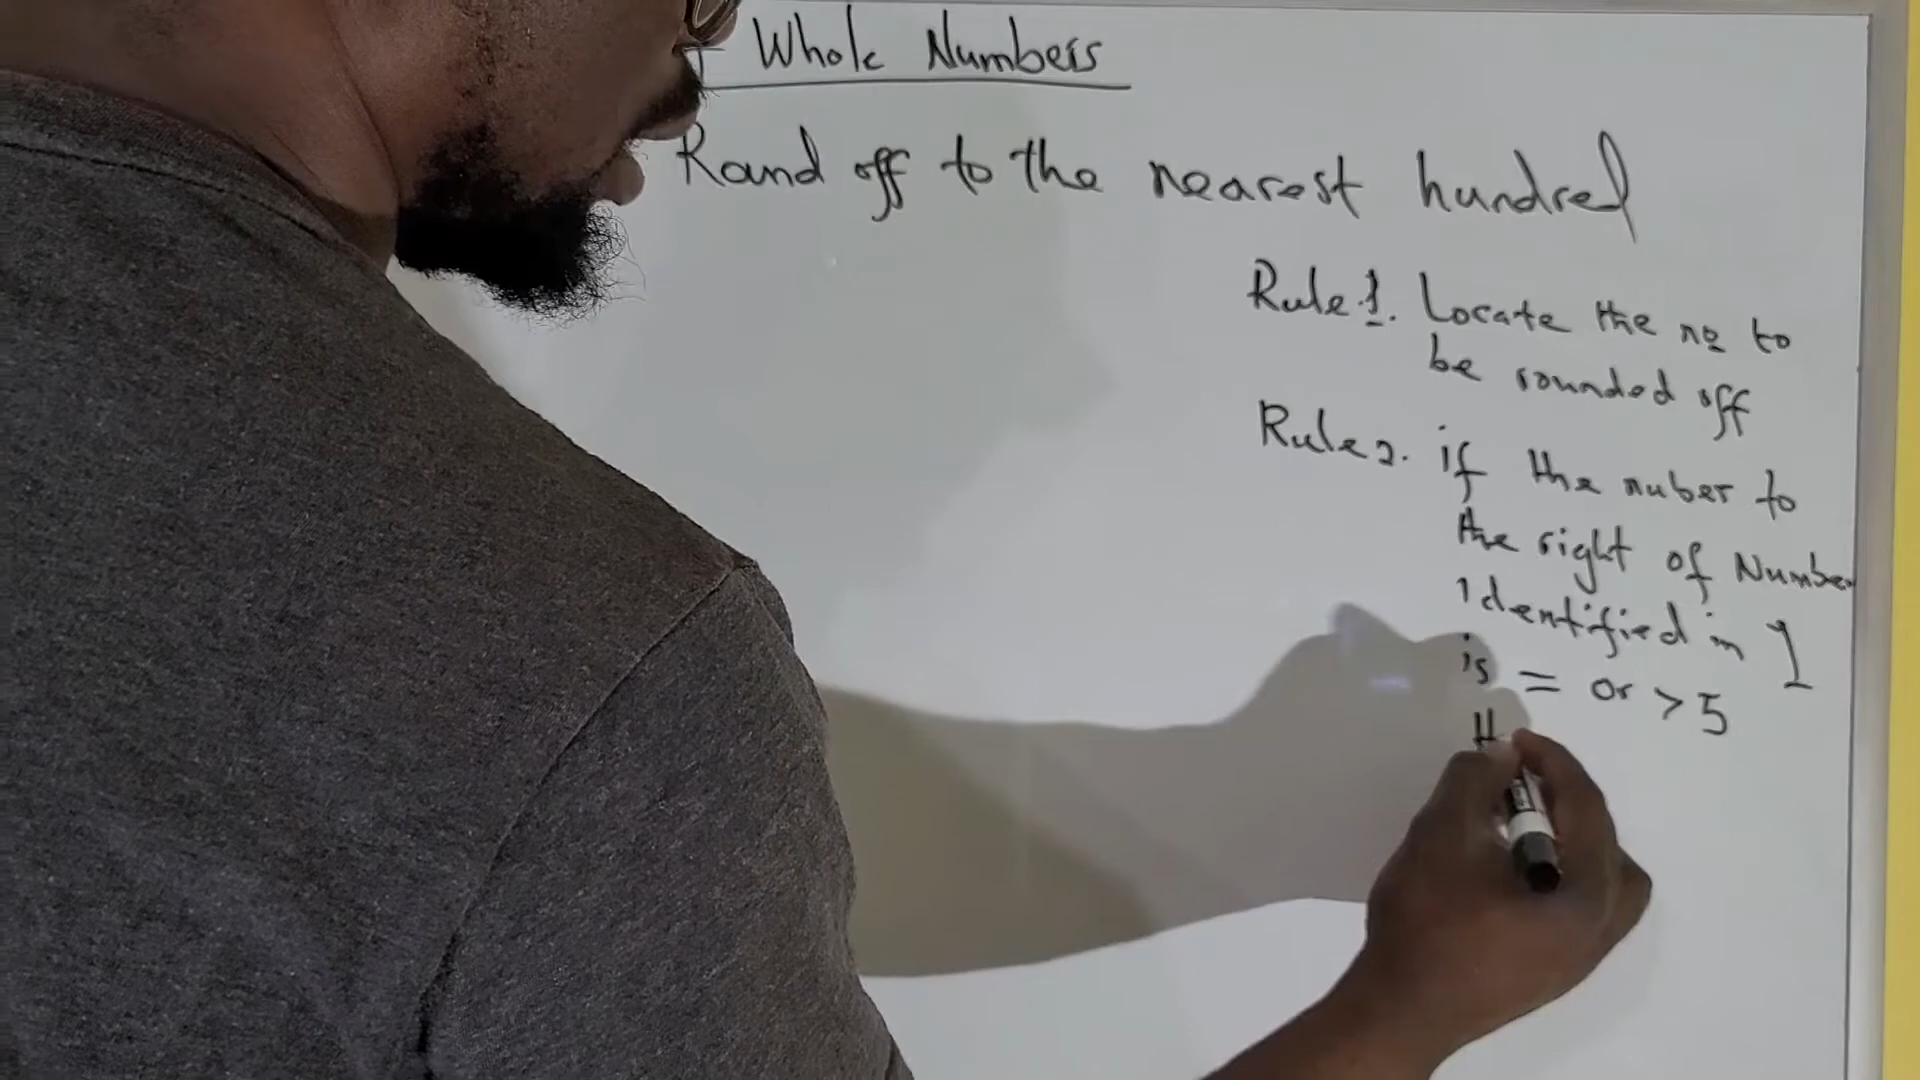 Whole Numbers
Round off to the nearest hundred
Rule 1. Locate the no to
be rounded off
Rule 2. if the nuber to
the right of Number
identified in 1
is = or > 5